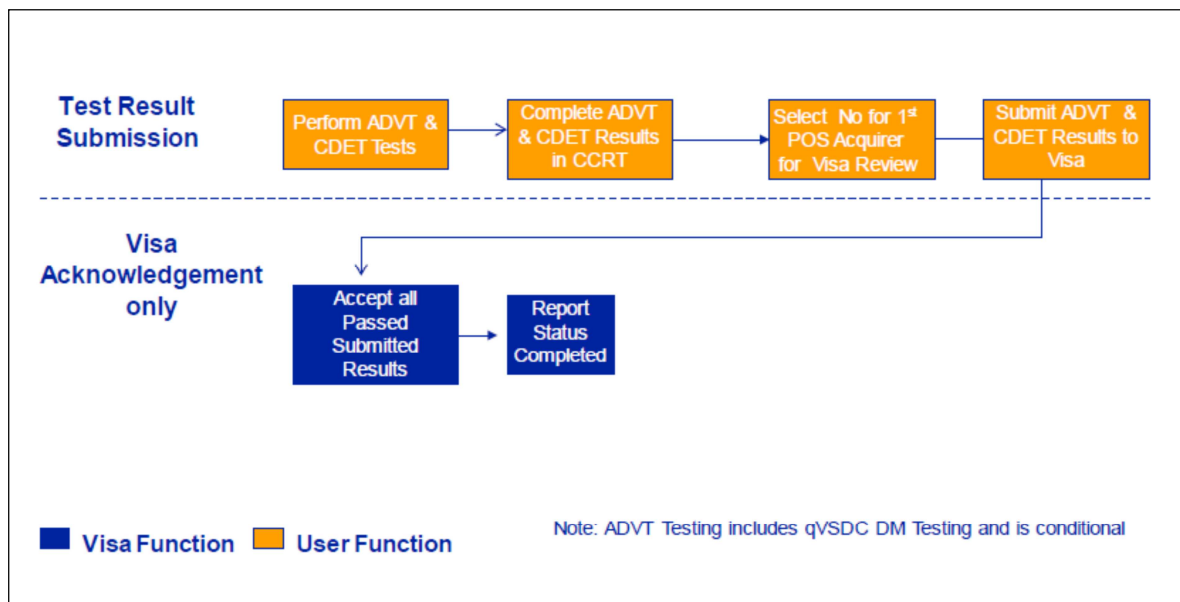 Test Result
Submission
Perform ADVT &
CDET Tests
Complete ADVT
& CDET Results
in CCRT
Select No for 1st
POS Acquirer
for Visa Review
Submit ADVT &
CDET Results to
Visa
Visa
Acknowledgement
only
Accept all
Passed
Submitted
Results
Report
Status
Completed
Visa Function
User Function
Note: ADVT Testing includes qVSDC DM Testing and is conditional